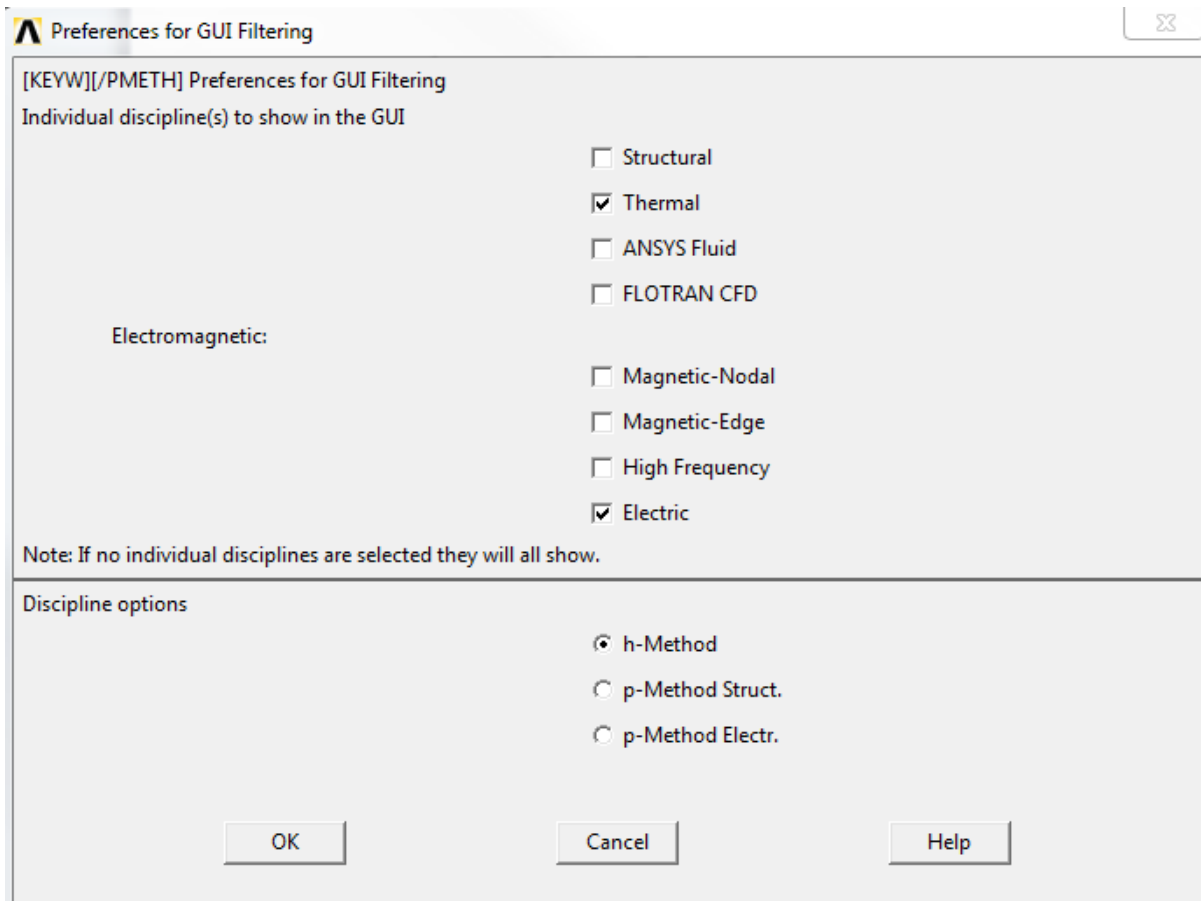 Preferences for GUI Filtering
[KEYW][/PMETH] Preferences for GUI Filtering
Individual discipline(s) to show in the GUI
Structural
Thermal
ANSYS Fluid
FLOTRAN CFD
Electromagnetic:
Magnetic-Nodal
Magnetic-Edge
High Frequency
Electric
Note: If no individual disciplines are selected they will all show.
Discipline options
h-Method
p-Method Struct.
p-Method Electr.
OK Cancel Help